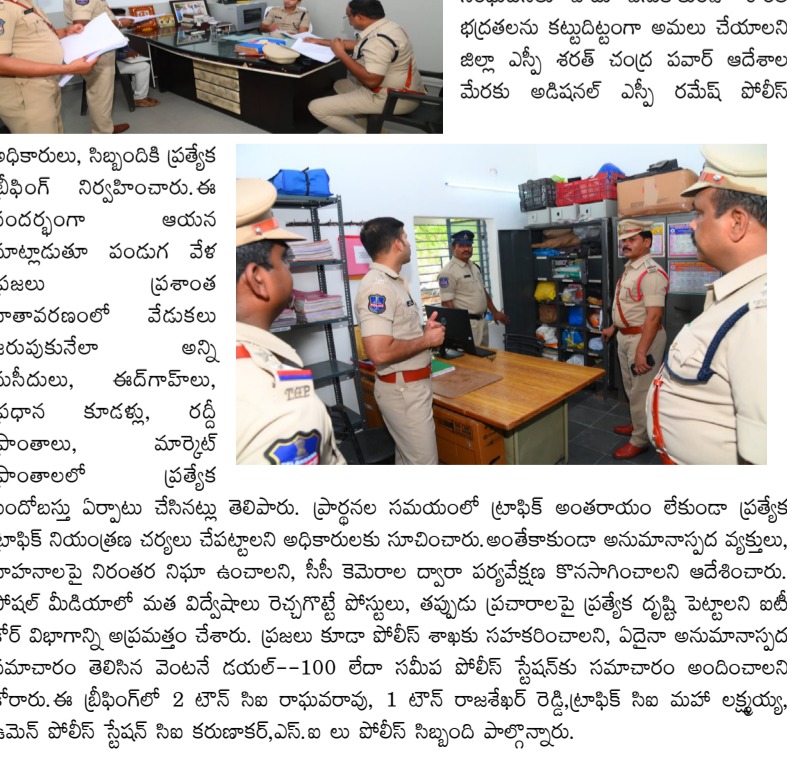 భద్రతలను కట్టుదిట్టంగా అమలు చేయాలని
జిల్లా ఎస్పీ శరత్ చంద్ర పవార్ ఆదేశాల
మేరకు అడిషనల్ ఎస్పీ రమేష్ పోలీస్
అధికారులు, సిబ్బందికి ప్రత్యేక
బ్రీఫింగ్ నిర్వహించారు.ఈ
సందర్భంగా ఆయన
మాట్లాడుతూ పండుగ వేళ
ప్రజలు ప్రశాంత
వాతావరణంలో వేడుకలు
జరుపుకునేలా అన్ని
మసీదులు, ఈద్‌గాహ్‌లు,
ప్రధాన కూడళ్లు, రద్దీ
ప్రాంతాలు, మార్కెట్
ప్రాంతాలలో ప్రత్యేక
బందోబస్తు ఏర్పాటు చేసినట్లు తెలిపారు. ప్రార్థనల సమయంలో ట్రాఫిక్ అంతరాయం లేకుండా ప్రత్యేక
ట్రాఫిక్ నియంత్రణ చర్యలు చేపట్టాలని అధికారులకు సూచించారు.అంతేకాకుండా అనుమానాస్పద వ్యక్తులు,
వాహనాలపై నిరంతర నిఘా ఉంచాలని, సీసీ కెమెరాల ద్వారా పర్యవేక్షణ కొనసాగించాలని ఆదేశించారు.
సోషల్ మీడియాలో మత విద్వేషాలు రెచ్చగొట్టే పోస్టులు, తప్పుడు ప్రచారాలపై ప్రత్యేక దృష్టి పెట్టాలని ఐటీ
కోర్ విభాగాన్ని అప్రమత్తం చేశారు. ప్రజలు కూడా పోలీస్ శాఖకు సహకరించాలని, ఏదైనా అనుమానాస్పద
సమాచారం తెలిసిన వెంటనే డయల్--100 లేదా సమీప పోలీస్ స్టేషన్‌కు సమాచారం అందించాలని
కోరారు.ఈ బ్రీఫింగ్‌లో 2 టౌన్ సిఐ రాఘవరావు, 1 టౌన్ రాజశేఖర్ రెడ్డి,ట్రాఫిక్ సిఐ మహా లక్ష్మయ్య,
ఉమెన్ పోలీస్ స్టేషన్ సిఐ కరుణాకర్,ఎస్.ఐ లు పోలీస్ సిబ్బంది పాల్గొన్నారు.
TGP